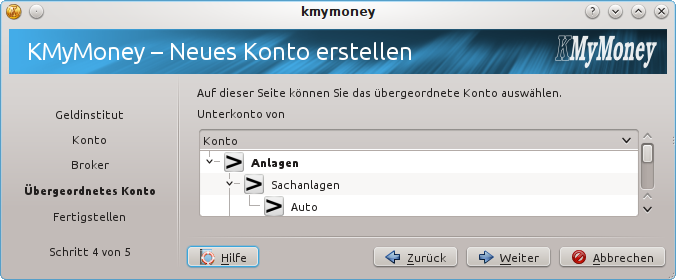 kmymoney
KMyMoney – Neues Konto erstellen
KMyMoney
Auf dieser Seite können Sie das übergeordnete Konto auswählen.
Unterkonto von
Geldinstitut
Konto
Broker
Übergeordnetes Konto
Fertigstellen
Schritt 4 von 5
Konto
Anlagen
Sachanlagen
Auto
Hilfe
Zurück
Weiter
Abbrechen